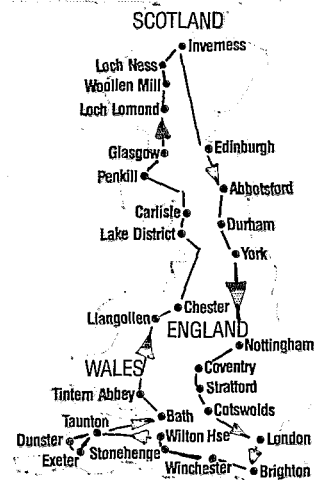 SCOTLAND
Inverness
Loch Ness
Woollen Mill
Loch Lomond
Glasgow
Edinburgh
Penkill
Abbotsford
Carlisle
Durham
Lake District
York
Chester
Llangollen
ENGLAND
Nottingham
WALES
Coventry
Stratford
Tintern Abbey
Cotswolds
Taunton
Bath
Dunster
Wilton Hse
London
Exeter
Stonehenge
Winchester
Brighton